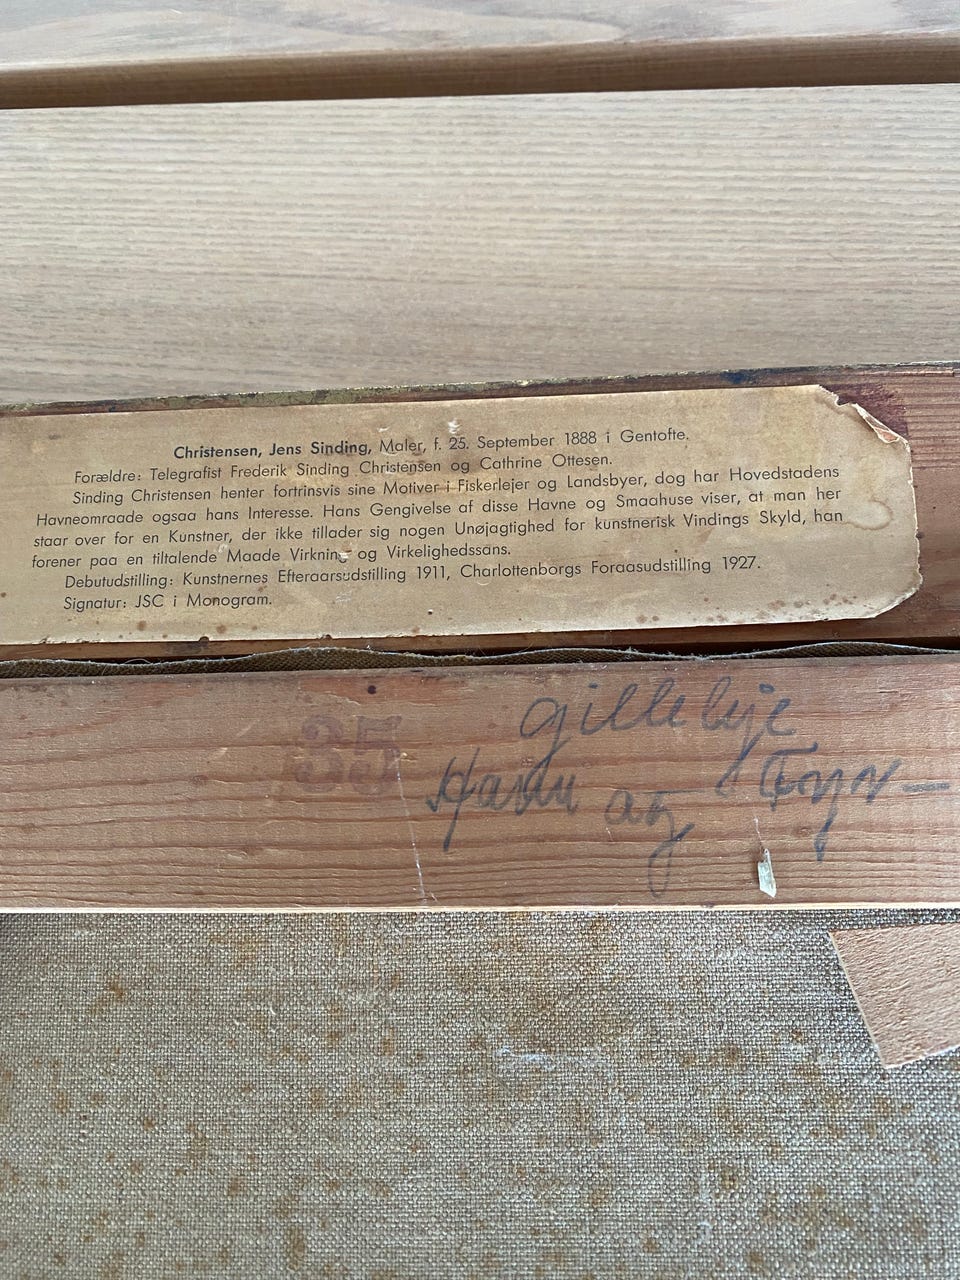 Christensen, Jens Sinding, Maler, f. 25. September 1888 i Gentofte.
Forældre: Telegrafist Frederik Sinding Christensen og Cathrine Ottesen.
Sinding Christensen henter fortrinsvis sine Motiver i Fiskerlejer og Landsbyer, dog har Hovedstadens
Havneomraade ogsaa hans Interesse. Hans Gengivelse af disse Havne og Smaahuse viser, at man her
staar over for en Kunstner, der ikke tillader sig nogen Unøjagtighed for kunstnerisk Vindings Skyld, han
forener paa en tiltalende Maade Virkning og Virkelighedssans.
Debutudstilling: Kunstnernes Efteraarsudstilling 1911, Charlottenborgs Foraasudstilling 1927.
Signatur: JSC i Monogram.
35
Gilleleje
Havn og Fyr